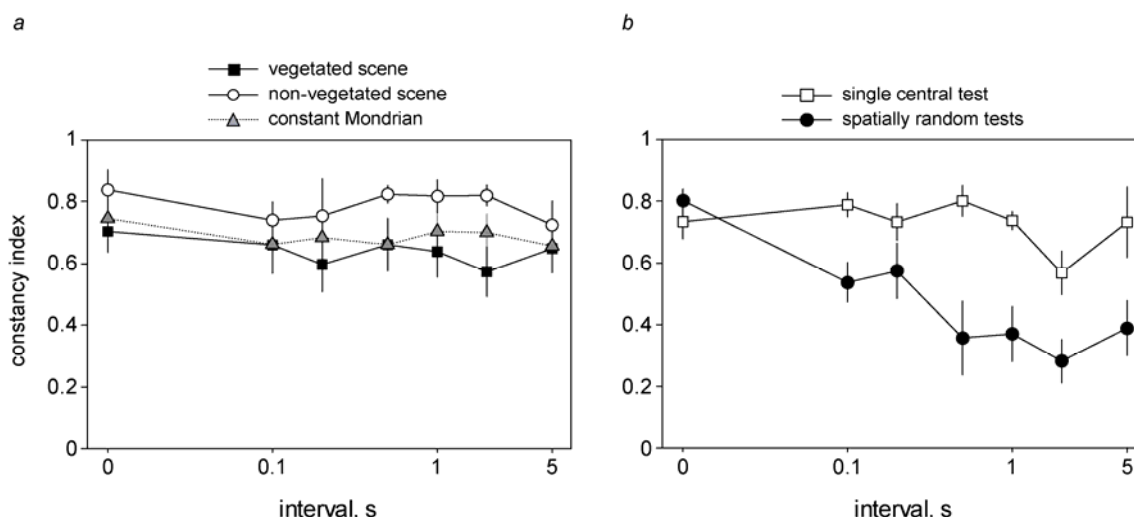 a
vegetated scene
non-vegetated scene
constant Mondrian
constancy index
1
0.8
0.6
0.4
0.2
0
0
0.1
1
5
interval, s
b
single central test
spatially random tests
1
0.8
0.6
0.4
0.2
0
0
0.1
1
5
interval, s